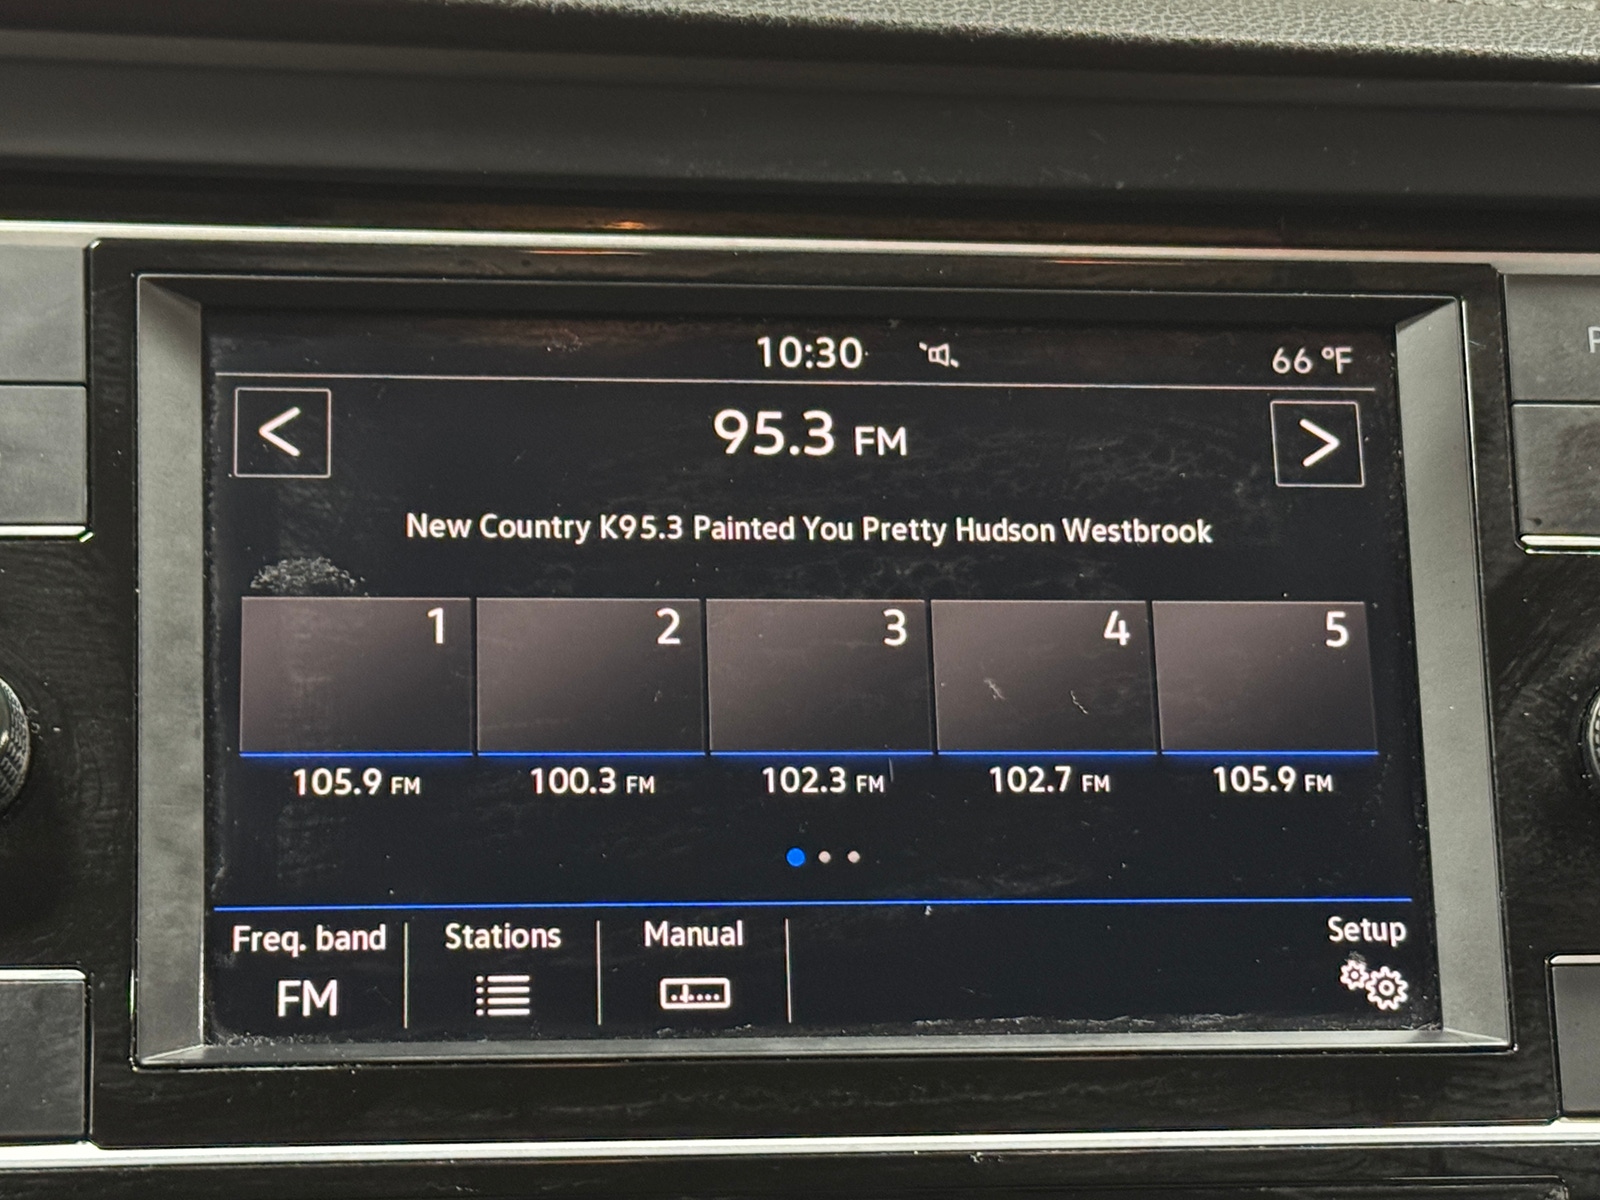 10:30
66 °F
<
95.3 FM
>
New Country K95.3 Painted You Pretty Hudson Westbrook
1
2
3
4
5
105.9 FM
100.3 FM
102.3 FM
102.7 FM
105.9 FM
Freq. band
FM
Stations
Manual
Setup